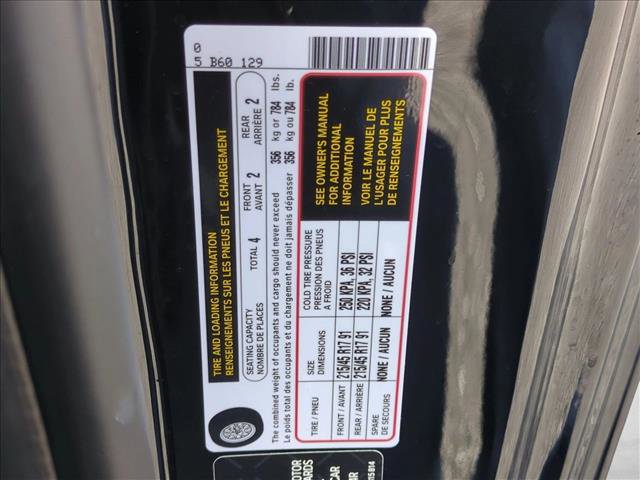 0
5 B60 129
TIRE AND LOADING INFORMATION
RENSEIGNEMENTS SUR LES PNEUS ET LE CHARGEMENT
SEATING CAPACITY
NOMBRE DE PLACES
TOTAL 4
FRONT
AVANT 2
REAR
ARRIÈRE 2
The combined weight of occupants and cargo should never exceed 356 kg or 784 lbs.
Le poids total des occupants et du chargement ne doit jamais dépasser 356 kg ou 784 lb.
TIRE / PNEU
SIZE
DIMENSIONS
COLD TIRE PRESSURE
PRESSION DES PNEUS
A FROID
FRONT / AVANT 215/45 R17 91 250 KPA, 36 PSI
REAR / ARRIÈRE 215/45 R17 91 220 KPA, 32 PSI
SPARE
DE SECOURS
NONE / AUCUN NONE / AUCUN
SEE OWNER'S MANUAL
FOR ADDITIONAL
INFORMATION
VOIR LE MANUEL DE
L'USAGER POUR PLUS
DE RENSEIGNEMENTS
OTOR
ARDS
CAR
AR
15B14